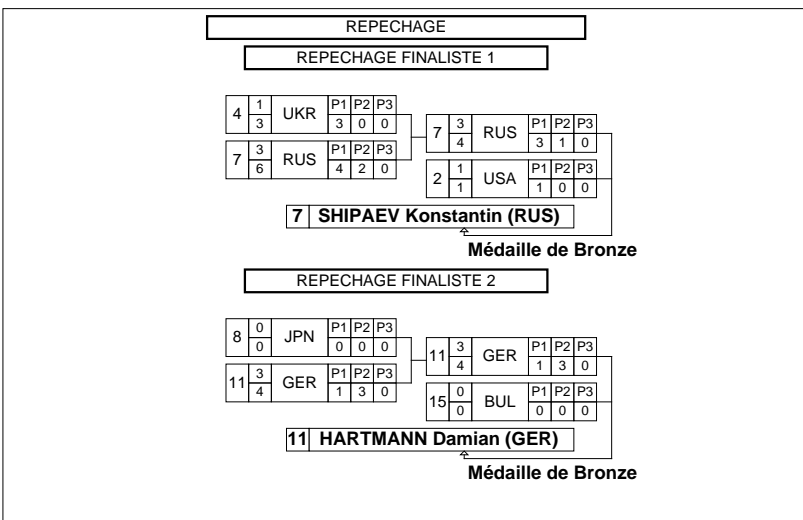 REPECHAGE
REPECHAGE FINALISTE 1
4 1 UKR P1 P2 P3
3 3 0 0
7 3 RUS P1 P2 P3
6 4 2 0
7 3 RUS P1 P2 P3
4 3 1 0
2 1 USA P1 P2 P3
1 1 0 0
7 SHIPAEV Konstantin (RUS)
Médaille de Bronze
REPECHAGE FINALISTE 2
8 0 JPN P1 P2 P3
0 0 0 0
11 3 GER P1 P2 P3
4 1 3 0
11 3 GER P1 P2 P3
4 1 3 0
15 0 BUL P1 P2 P3
0 0 0 0
11 HARTMANN Damian (GER)
Médaille de Bronze